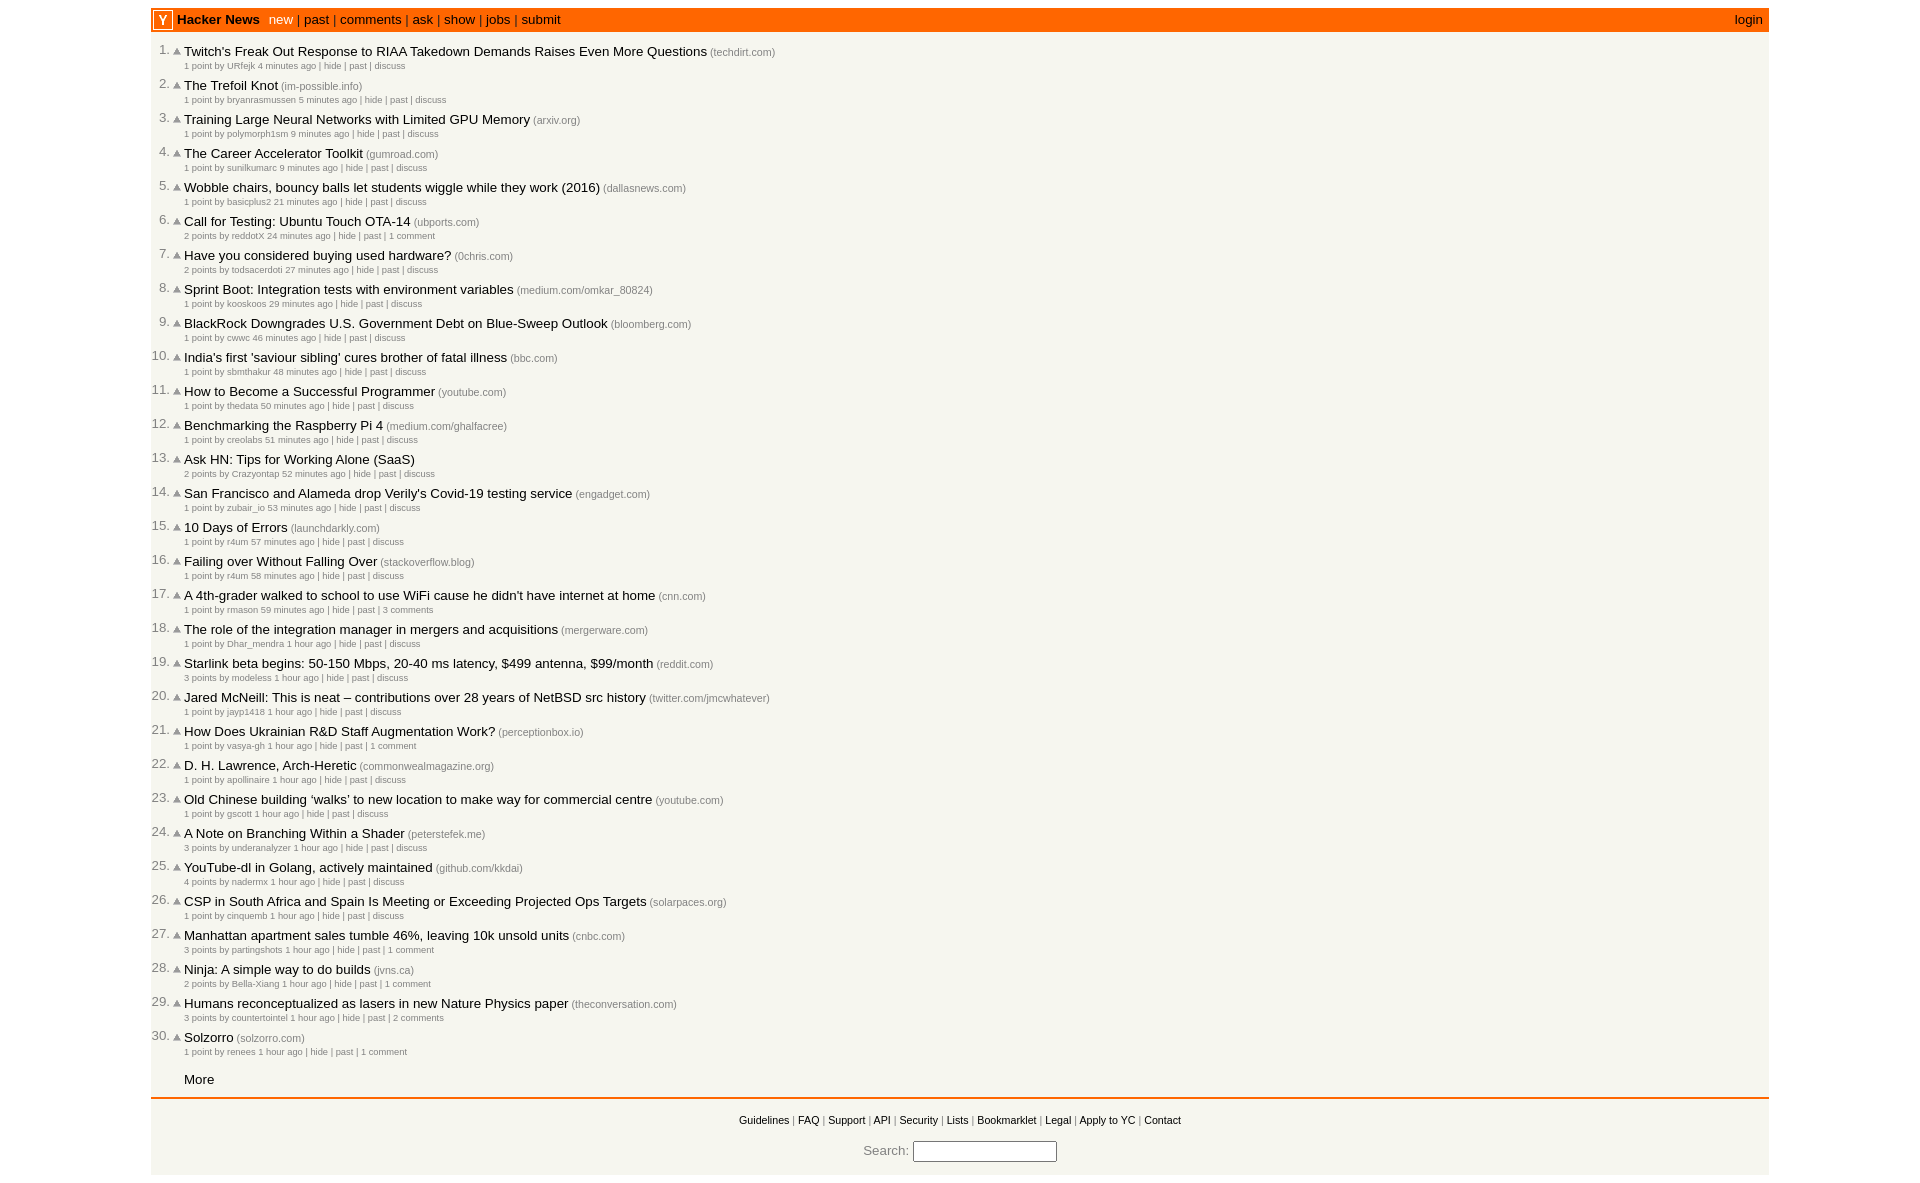 Y Hacker News new | past | comments | ask | show | jobs | submit login
1. Twitch's Freak Out Response to RIAA Takedown Demands Raises Even More Questions (techdirt.com)
1 point by URfejk 4 minutes ago | hide | past | discuss
2. The Trefoil Knot (im-possible.info)
1 point by bryanrasmussen 5 minutes ago | hide | past | discuss
3. Training Large Neural Networks with Limited GPU Memory (arxiv.org)
1 point by polymorph1sm 9 minutes ago | hide | past | discuss
4. The Career Accelerator Toolkit (gumroad.com)
1 point by sunilkumarc 9 minutes ago | hide | past | discuss
5. Wobble chairs, bouncy balls let students wiggle while they work (2016) (dallasnews.com)
1 point by basicplus2 21 minutes ago | hide | past | discuss
6. Call for Testing: Ubuntu Touch OTA-14 (ubports.com)
2 points by reddotX 24 minutes ago | hide | past | 1 comment
7. Have you considered buying used hardware? (0chris.com)
2 points by todsacerdoti 27 minutes ago | hide | past | discuss
8. Sprint Boot: Integration tests with environment variables (medium.com/omkar_80824)
1 point by kooskoos 29 minutes ago | hide | past | discuss
9. BlackRock Downgrades U.S. Government Debt on Blue-Sweep Outlook (bloomberg.com)
1 point by cwwc 46 minutes ago | hide | past | discuss
10. India's first 'saviour sibling' cures brother of fatal illness (bbc.com)
1 point by sbmthakur 48 minutes ago | hide | past | discuss
11. How to Become a Successful Programmer (youtube.com)
1 point by thedata 50 minutes ago | hide | past | discuss
12. Benchmarking the Raspberry Pi 4 (medium.com/ghalfacree)
1 point by creolabs 51 minutes ago | hide | past | discuss
13. Ask HN: Tips for Working Alone (SaaS)
2 points by Crazyontap 52 minutes ago | hide | past | discuss
14. San Francisco and Alameda drop Verily's Covid-19 testing service (engadget.com)
1 point by zubair_io 53 minutes ago | hide | past | discuss
15. 10 Days of Errors (launchdarkly.com)
1 point by r4um 57 minutes ago | hide | past | discuss
16. Failing over Without Falling Over (stackoverflow.blog)
1 point by r4um 58 minutes ago | hide | past | discuss
17. A 4th-grader walked to school to use WiFi cause he didn't have internet at home (cnn.com)
1 point by rmason 59 minutes ago | hide | past | 3 comments
18. The role of the integration manager in mergers and acquisitions (mergerware.com)
1 point by Dhar_mendra 1 hour ago | hide | past | discuss
19. Starlink beta begins: 50-150 Mbps, 20-40 ms latency, $499 antenna, $99/month (reddit.com)
3 points by modeless 1 hour ago | hide | past | discuss
20. Jared McNeill: This is neat – contributions over 28 years of NetBSD src history (twitter.com/jmcwhatever)
1 point by jayp1418 1 hour ago | hide | past | discuss
21. How Does Ukrainian R&D Staff Augmentation Work? (perceptionbox.io)
1 point by vasya-gh 1 hour ago | hide | past | 1 comment
22. D. H. Lawrence, Arch-Heretic (commonwealmagazine.org)
1 point by apollinaire 1 hour ago | hide | past | discuss
23. Old Chinese building ‘walks’ to new location to make way for commercial centre (youtube.com)
1 point by gscott 1 hour ago | hide | past | discuss
24. A Note on Branching Within a Shader (peterstefek.me)
3 points by underanalyzer 1 hour ago | hide | past | discuss
25. YouTube-dl in Golang, actively maintained (github.com/kkdai)
4 points by nadermx 1 hour ago | hide | past | discuss
26. CSP in South Africa and Spain Is Meeting or Exceeding Projected Ops Targets (solarpaces.org)
1 point by cinquemb 1 hour ago | hide | past | discuss
27. Manhattan apartment sales tumble 46%, leaving 10k unsold units (cnbc.com)
3 points by partingshots 1 hour ago | hide | past | 1 comment
28. Ninja: A simple way to do builds (jvns.ca)
2 points by Bella-Xiang 1 hour ago | hide | past | 1 comment
29. Humans reconceptualized as lasers in new Nature Physics paper (theconversation.com)
3 points by countertointel 1 hour ago | hide | past | 2 comments
30. Solzorro (solzorro.com)
1 point by renees 1 hour ago | hide | past | 1 comment
More
Guidelines | FAQ | Support | API | Security | Lists | Bookmarklet | Legal | Apply to YC | Contact
Search: